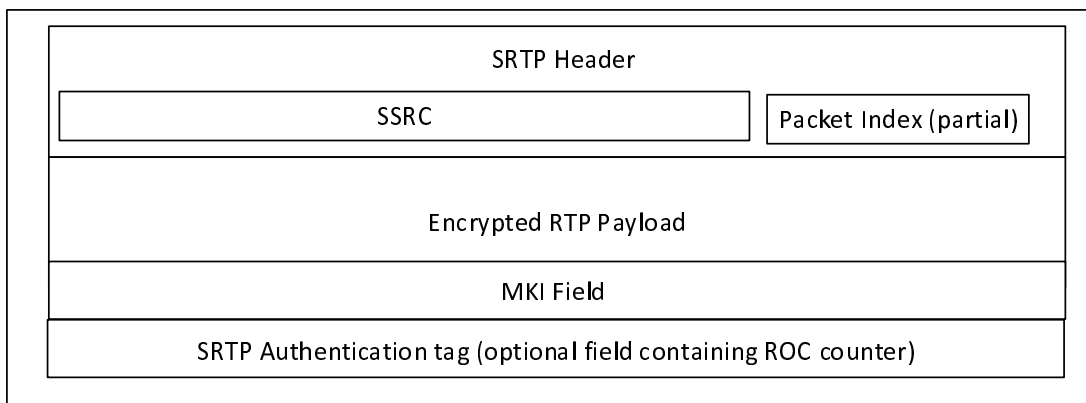 SRTP Header
SSRC
Packet Index (partial)
Encrypted RTP Payload
MKI Field
SRTP Authentication tag (optional field containing ROC counter)